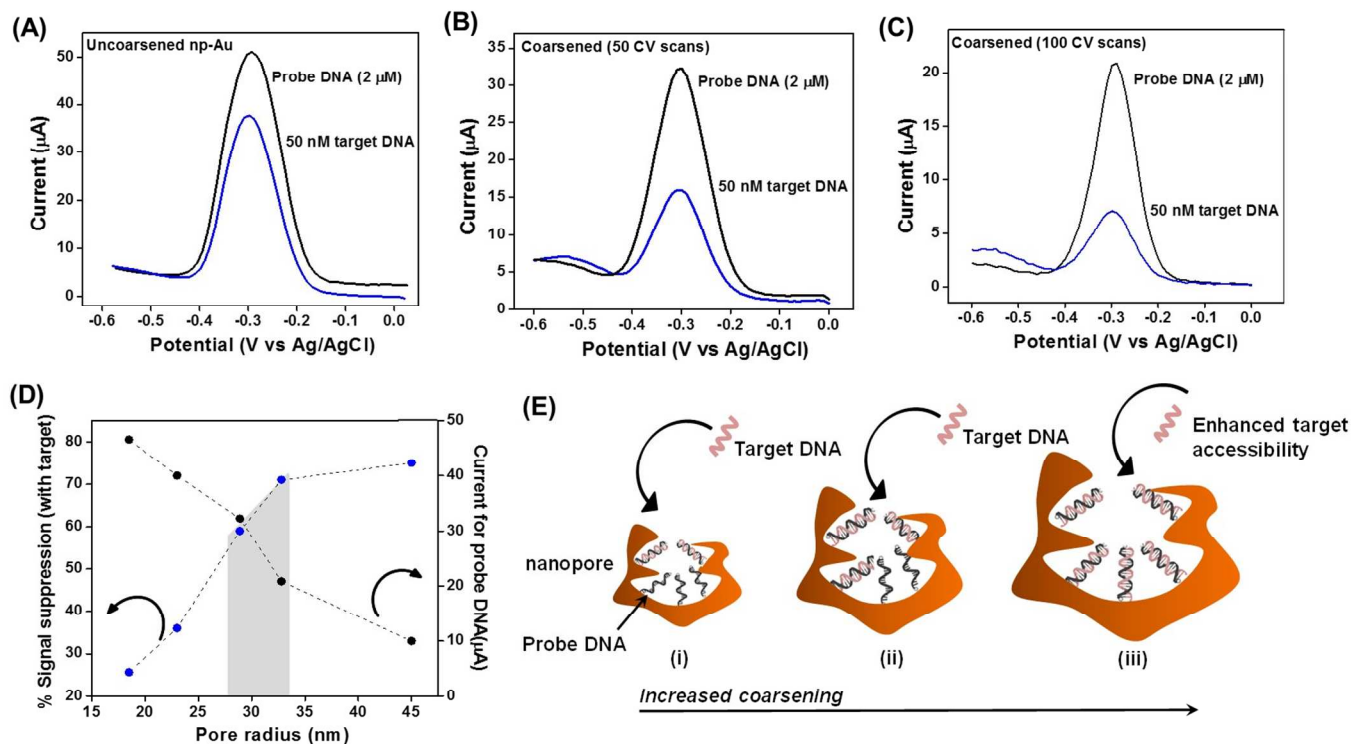 (A)
Uncoarsened np-Au
Probe DNA (2 μM)
50 nM target DNA
Current (μA)
50
40
30
20
10
0
-0.6 -0.5 -0.4 -0.3 -0.2 -0.1 0.0
Potential (V vs Ag/AgCl)
(B)
Coarsened (50 CV scans)
Probe DNA (2 μM)
50 nM target DNA
Current (μA)
35
30
25
20
15
10
5
0
-0.6 -0.5 -0.4 -0.3 -0.2 -0.1 0.0
Potential (V vs Ag/AgCl)
(C)
Coarsened (100 CV scans)
Probe DNA (2 μM)
50 nM target DNA
Current (μA)
20
15
10
5
0
-0.6 -0.5 -0.4 -0.3 -0.2 -0.1 0.0
Potential (V vs Ag/AgCl)
(D)
% Signal suppression (with target)
80
70
60
50
40
30
20
50
40
30
20
10
0
Current for probe DNA(μA)
15 20 25 30 35 40 45
Pore radius (nm)
(E)
Target DNA
Target DNA
Enhanced target
accessibility
nanopore
Probe DNA
(i)
(ii)
(iii)
Increased coarsening